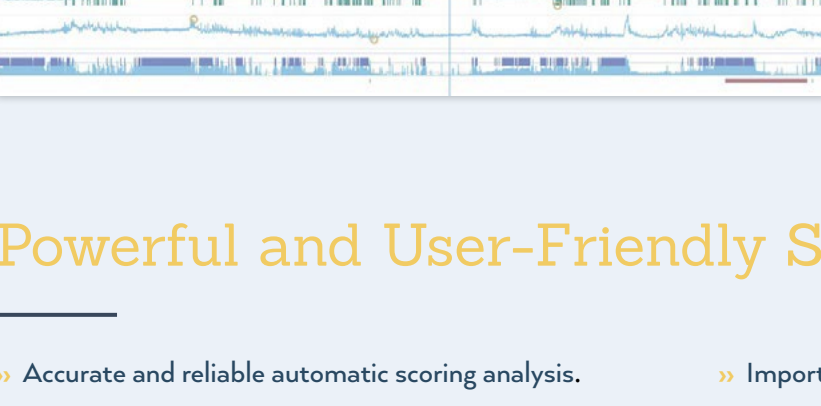 Powerful and User-Friendly S
» Accurate and reliable automatic scoring analysis.
» Import